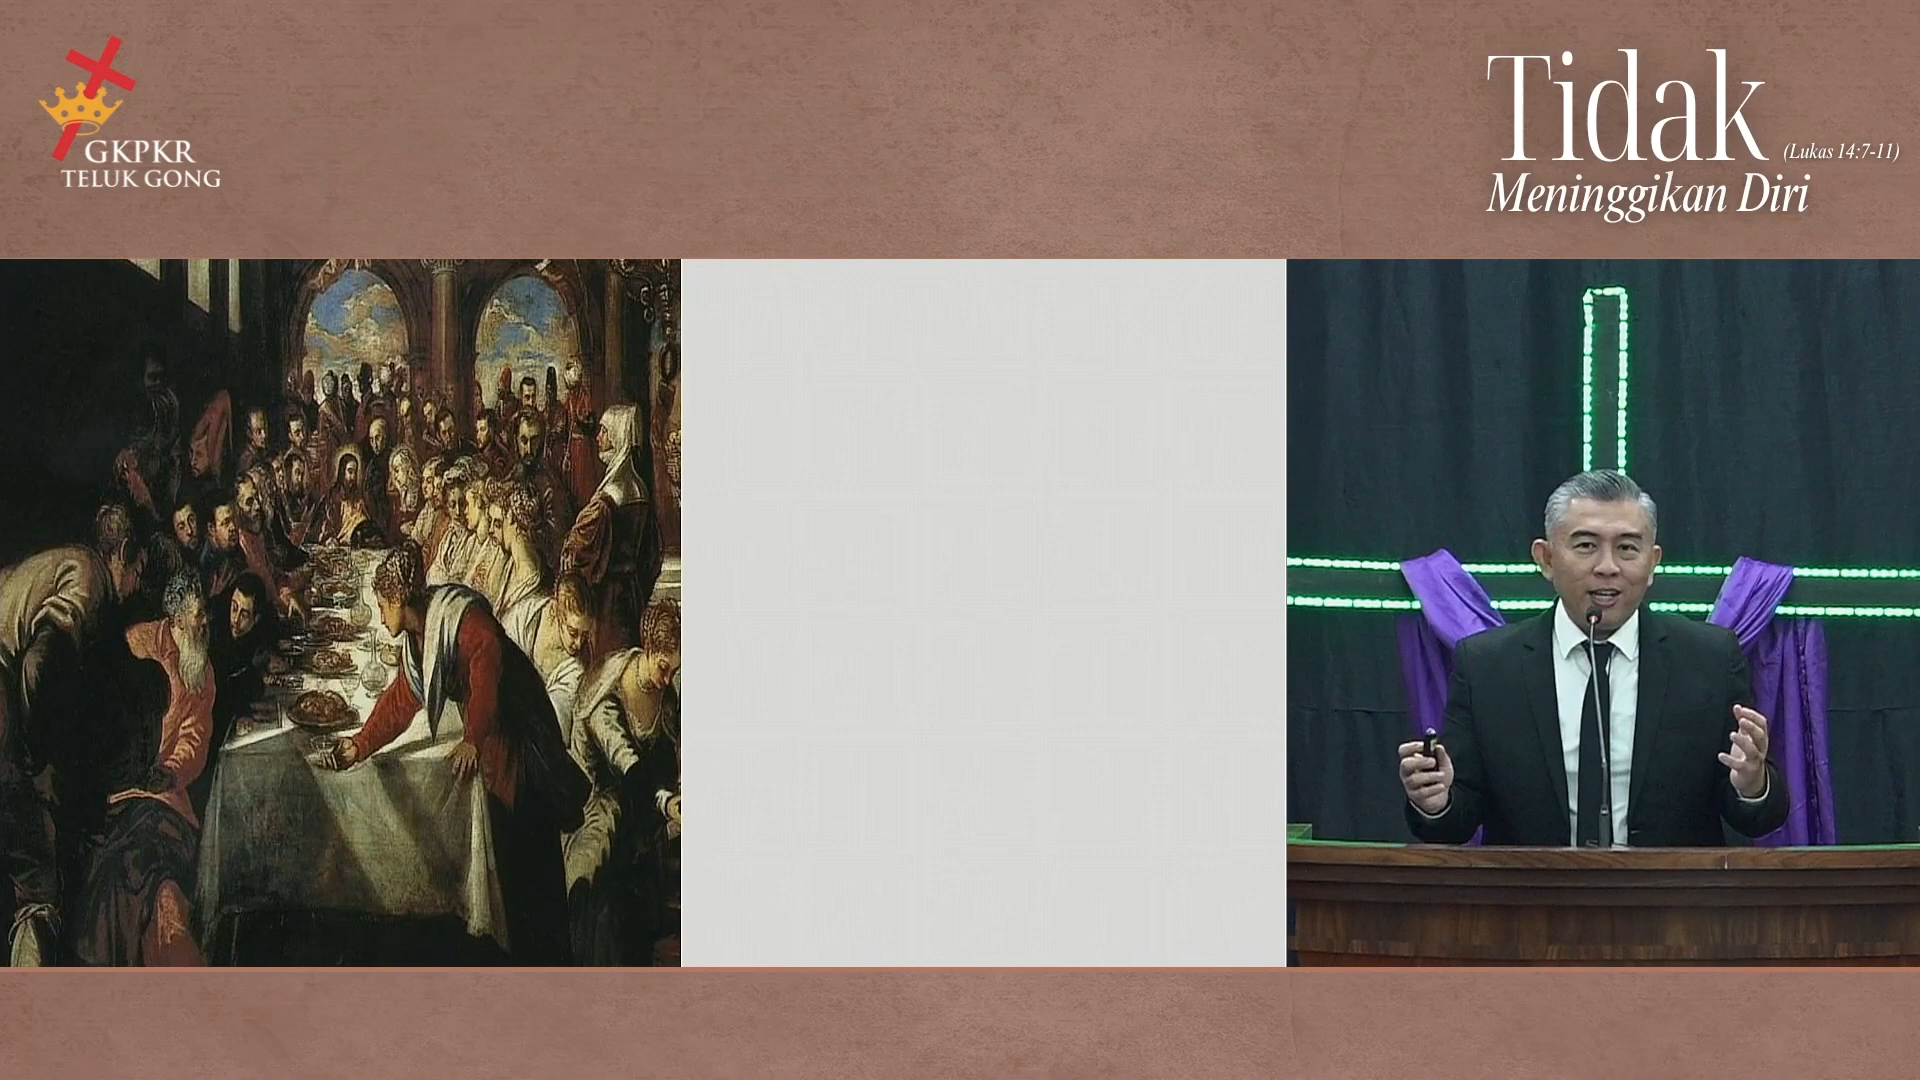 GKPKR
TELUK GONG
Tidak
(Lukas 14:7-11)
Meninggikan Diri